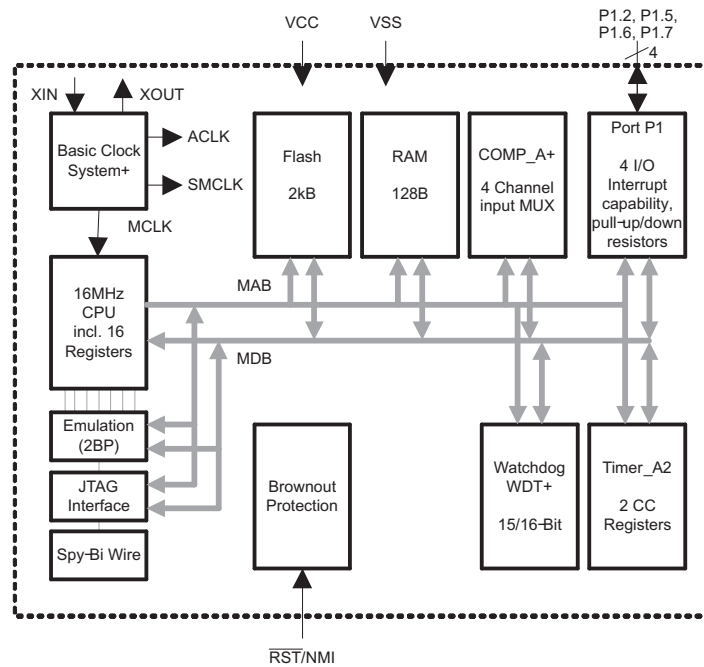 VCC
VSS
P1.2, P1.5,
P1.6, P1.7
4
XIN
XOUT
Basic Clock
System+
ACLK
SMCLK
MCLK
Flash
2kB
RAM
128B
COMP_A+
4 Channel
input MUX
Port P1
4 I/O
Interrupt
capability,
pull-up/down
resistors
16MHz
CPU
incl. 16
Registers
MAB
MDB
Emulation
(2BP)
JTAG
Interface
Spy-Bi Wire
Brownout
Protection
Watchdog
WDT+
15/16-Bit
Timer_A2
2 CC
Registers
RST/NMI